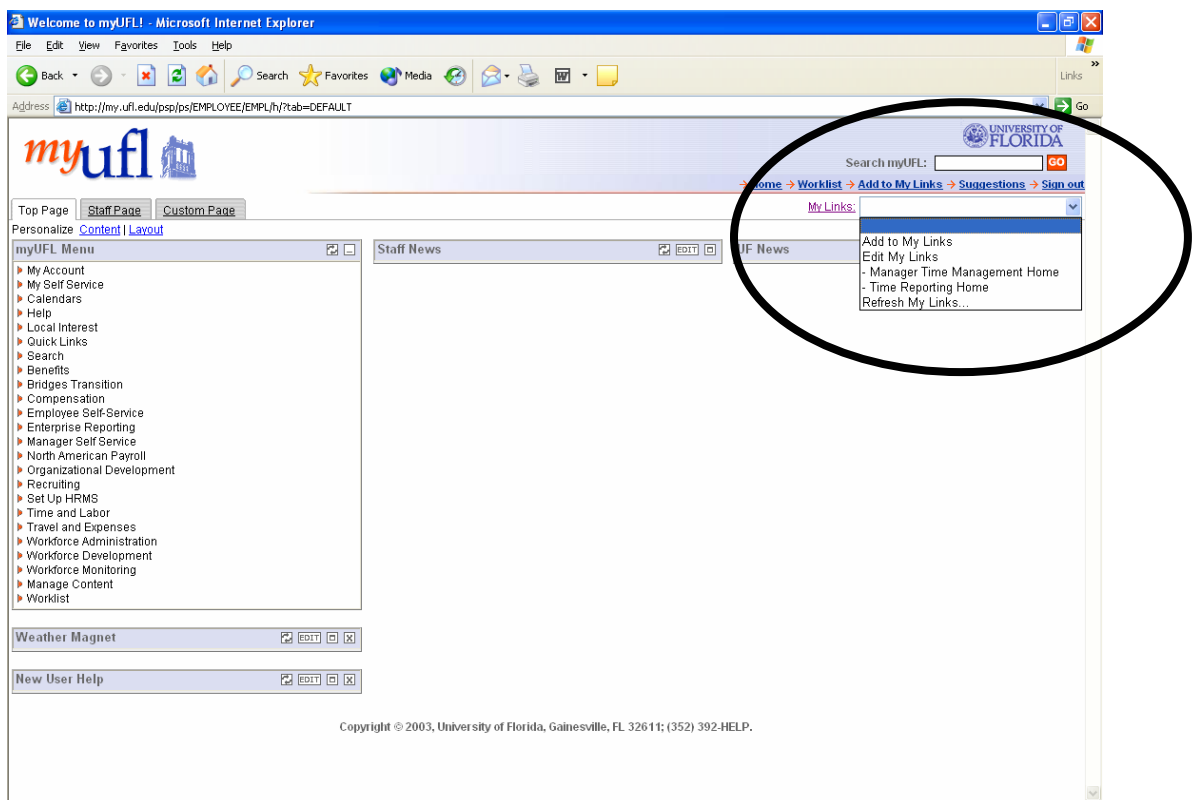 Welcome to myUFL! - Microsoft Internet Explorer
File Edit View Favorites Tools Help
Back Search Favorites Media W Links »
Address http://my.ufl.edu/psp/ps/EMPLOYEE/EMPL/h/?tab=DEFAULT Go
myufl
UNIVERSITY OF
FLORIDA
Search myUFL: GO
Home Worklist Add to My Links Suggestions Sign out
Top Page Staff Page Custom Page My Links:
Personalize Content | Layout
myUFL Menu
My Account
My Self Service
Calendars
Help
Local Interest
Quick Links
Search
Benefits
Bridges Transition
Compensation
Employee Self-Service
Enterprise Reporting
Manager Self Service
North American Payroll
Organizational Development
Recruiting
Set Up HRMS
Time and Labor
Travel and Expenses
Workforce Administration
Workforce Development
Workforce Monitoring
Manage Content
Worklist
Weather Magnet EDIT
New User Help EDIT
Staff News EDIT
UF News
Add to My Links
Edit My Links
- Manager Time Management Home
- Time Reporting Home
Refresh My Links...
Copyright © 2003, University of Florida, Gainesville, FL 32611; (352) 392-HELP.